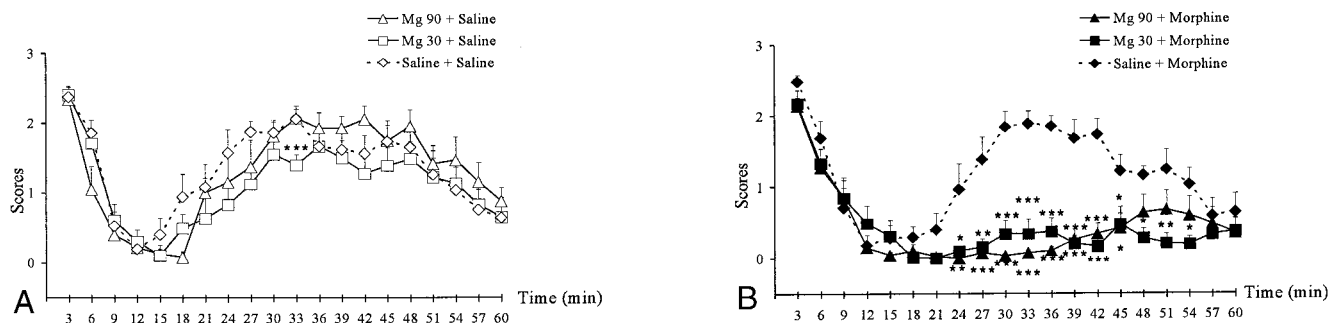 Mg 90 + Saline
Mg 30 + Saline
Saline + Saline
3
2
1
0
Scores
***
3 6 9 12 15 18 21 24 27 30 33 36 39 42 45 48 51 54 57 60
Time (min)
A
Mg 90 + Morphine
Mg 30 + Morphine
Saline + Morphine
3
2
1
0
Scores
* ** *** *** *** *** *** * * ** *
** *** *** *** *** *** *** *
3 6 9 12 15 18 21 24 27 30 33 36 39 42 45 48 51 54 57 60
Time (min)
B